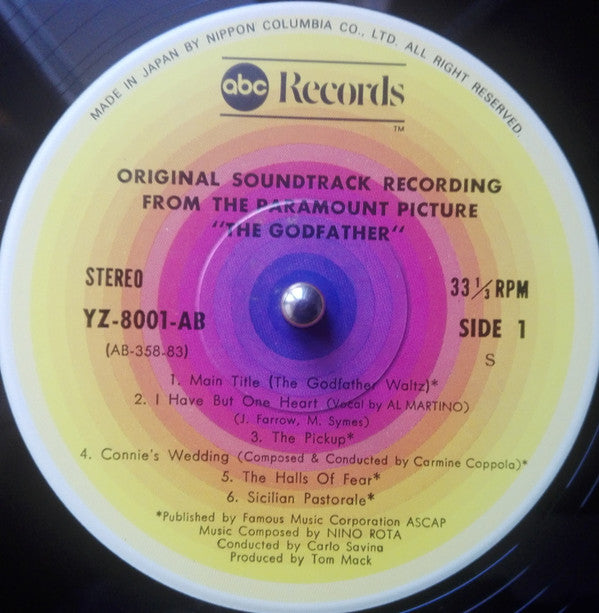 MADE IN JAPAN BY NIPPON COLUMBIA CO., LTD. ALL RIGHT RESERVED.
abc Records
TM
ORIGINAL SOUNDTRACK RECORDING
FROM THE PARAMOUNT PICTURE
"THE GODFATHER"
STEREO
33 1/3 RPM
YZ-8001-AB
SIDE 1
(AB-358-83)
S
1. Main Title (The Godfather Waltz)*
2. I Have But One Heart (Vocal by AL MARTINO)
(J. Farrow, M. Symes)
3. The Pickup*
4. Connie's Wedding (Composed & Conducted by Carmine Coppola)*
5. The Halls Of Fear*
6. Sicilian Pastorale*
*Published by Famous Music Corporation ASCAP
Music Composed by NINO ROTA
Conducted by Carlo Savina
Produced by Tom Mack